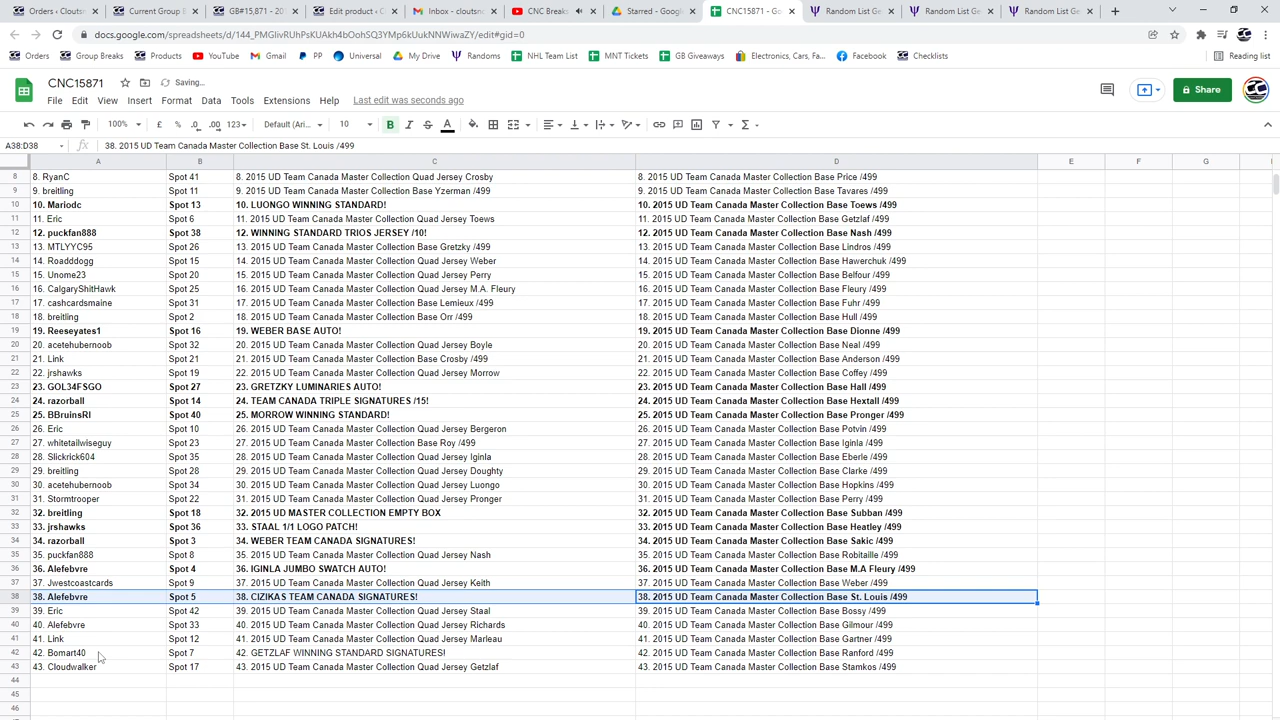 Orders ‹ Cloutsnc
Current Group B
GB#15,871 - 201
Edit product ‹ C
Inbox - cloutsno
CNC Breaks
Starred - Googl
CNC15871 - Go
Random List Ge
Random List Ge
Random List Ge
docs.google.com/spreadsheets/d/144_PMGlivRUhPsKUAkh4bOohSQ3YMp6kUukNNWiwaZY/edit#gid=0
Orders
Group Breaks
Products
YouTube
Gmail
PP
Universal
My Drive
Randoms
NHL Team List
MNT Tickets
GB Giveaways
Electronics, Cars, Fa...
Facebook
Checklists
Reading list
CNC15871
Saving...
File Edit View Insert Format Data Tools Extensions Help Last edit was seconds ago
Share
100% £ % .0 .00 123 Default (Ari... 10 B I S A
A38:D38 fx 38. 2015 UD Team Canada Master Collection Base St. Louis /499
A B C D E F G
8 8. RyanC Spot 41 8. 2015 UD Team Canada Master Collection Quad Jersey Crosby 8. 2015 UD Team Canada Master Collection Base Price /499
9 9. breitling Spot 11 9. 2015 UD Team Canada Master Collection Base Yzerman /499 9. 2015 UD Team Canada Master Collection Base Tavares /499
10 10. Mariodc Spot 13 10. LUONGO WINNING STANDARD! 10. 2015 UD Team Canada Master Collection Base Toews /499
11 11. Eric Spot 6 11. 2015 UD Team Canada Master Collection Quad Jersey Toews 11. 2015 UD Team Canada Master Collection Base Getzlaf /499
12 12. puckfan888 Spot 38 12. WINNING STANDARD TRIOS JERSEY /10! 12. 2015 UD Team Canada Master Collection Base Nash /499
13 13. MTLYYC95 Spot 26 13. 2015 UD Team Canada Master Collection Base Gretzky /499 13. 2015 UD Team Canada Master Collection Base Lindros /499
14 14. Roadddogg Spot 15 14. 2015 UD Team Canada Master Collection Quad Jersey Weber 14. 2015 UD Team Canada Master Collection Base Hawerchuk /499
15 15. Unome23 Spot 20 15. 2015 UD Team Canada Master Collection Quad Jersey Perry 15. 2015 UD Team Canada Master Collection Base Belfour /499
16 16. CalgaryShitHawk Spot 25 16. 2015 UD Team Canada Master Collection Quad Jersey M.A. Fleury 16. 2015 UD Team Canada Master Collection Base Fleury /499
17 17. cashcardsmaine Spot 31 17. 2015 UD Team Canada Master Collection Base Lemieux /499 17. 2015 UD Team Canada Master Collection Base Fuhr /499
18 18. breitling Spot 2 18. 2015 UD Team Canada Master Collection Base Orr /499 18. 2015 UD Team Canada Master Collection Base Hull /499
19 19. Reeseyates1 Spot 16 19. WEBER BASE AUTO! 19. 2015 UD Team Canada Master Collection Base Dionne /499
20 20. acetehubernoob Spot 32 20. 2015 UD Team Canada Master Collection Quad Jersey Boyle 20. 2015 UD Team Canada Master Collection Base Neal /499
21 21. Link Spot 21 21. 2015 UD Team Canada Master Collection Base Crosby /499 21. 2015 UD Team Canada Master Collection Base Anderson /499
22 22. jrshawks Spot 19 22. 2015 UD Team Canada Master Collection Quad Jersey Morrow 22. 2015 UD Team Canada Master Collection Base Coffey /499
23 23. GOL34FSGO Spot 27 23. GRETZKY LUMINARIES AUTO! 23. 2015 UD Team Canada Master Collection Base Hall /499
24 24. razorball Spot 14 24. TEAM CANADA TRIPLE SIGNATURES /15! 24. 2015 UD Team Canada Master Collection Base Hextall /499
25 25. BBruinsRI Spot 40 25. MORROW WINNING STANDARD! 25. 2015 UD Team Canada Master Collection Base Pronger /499
26 26. Eric Spot 10 26. 2015 UD Team Canada Master Collection Quad Jersey Bergeron 26. 2015 UD Team Canada Master Collection Base Potvin /499
27 27. whitetailwiseguy Spot 23 27. 2015 UD Team Canada Master Collection Base Roy /499 27. 2015 UD Team Canada Master Collection Base Iginla /499
28 28. Slickrick604 Spot 35 28. 2015 UD Team Canada Master Collection Quad Jersey Iginla 28. 2015 UD Team Canada Master Collection Base Eberle /499
29 29. breitling Spot 28 29. 2015 UD Team Canada Master Collection Quad Jersey Doughty 29. 2015 UD Team Canada Master Collection Base Clarke /499
30 30. acetehubernoob Spot 34 30. 2015 UD Team Canada Master Collection Quad Jersey Luongo 30. 2015 UD Team Canada Master Collection Base Hopkins /499
31 31. Stormtrooper Spot 22 31. 2015 UD Team Canada Master Collection Quad Jersey Pronger 31. 2015 UD Team Canada Master Collection Base Perry /499
32 32. breitling Spot 18 32. 2015 UD MASTER COLLECTION EMPTY BOX 32. 2015 UD Team Canada Master Collection Base Subban /499
33 33. jrshawks Spot 36 33. STAAL 1/1 LOGO PATCH! 33. 2015 UD Team Canada Master Collection Base Heatley /499
34 34. razorball Spot 3 34. WEBER TEAM CANADA SIGNATURES! 34. 2015 UD Team Canada Master Collection Base Sakic /499
35 35. puckfan888 Spot 8 35. 2015 UD Team Canada Master Collection Quad Jersey Nash 35. 2015 UD Team Canada Master Collection Base Robitaille /499
36 36. Alefebvre Spot 4 36. IGINLA JUMBO SWATCH AUTO! 36. 2015 UD Team Canada Master Collection Base M.A Fleury /499
37 37. Jwestcoastcards Spot 9 37. 2015 UD Team Canada Master Collection Quad Jersey Keith 37. 2015 UD Team Canada Master Collection Base Weber /499
38 38. Alefebvre Spot 5 38. CIZIKAS TEAM CANADA SIGNATURES! 38. 2015 UD Team Canada Master Collection Base St. Louis /499
39 39. Eric Spot 42 39. 2015 UD Team Canada Master Collection Quad Jersey Staal 39. 2015 UD Team Canada Master Collection Base Bossy /499
40 40. Alefebvre Spot 33 40. 2015 UD Team Canada Master Collection Quad Jersey Richards 40. 2015 UD Team Canada Master Collection Base Gilmour /499
41 41. Link Spot 12 41. 2015 UD Team Canada Master Collection Quad Jersey Marleau 41. 2015 UD Team Canada Master Collection Base Gartner /499
42 42. Bomart40 Spot 7 42. GETZLAF WINNING STANDARD SIGNATURES! 42. 2015 UD Team Canada Master Collection Base Ranford /499
43 43. Cloudwalker Spot 17 43. 2015 UD Team Canada Master Collection Quad Jersey Getzlaf 43. 2015 UD Team Canada Master Collection Base Stamkos /499
44
45
46